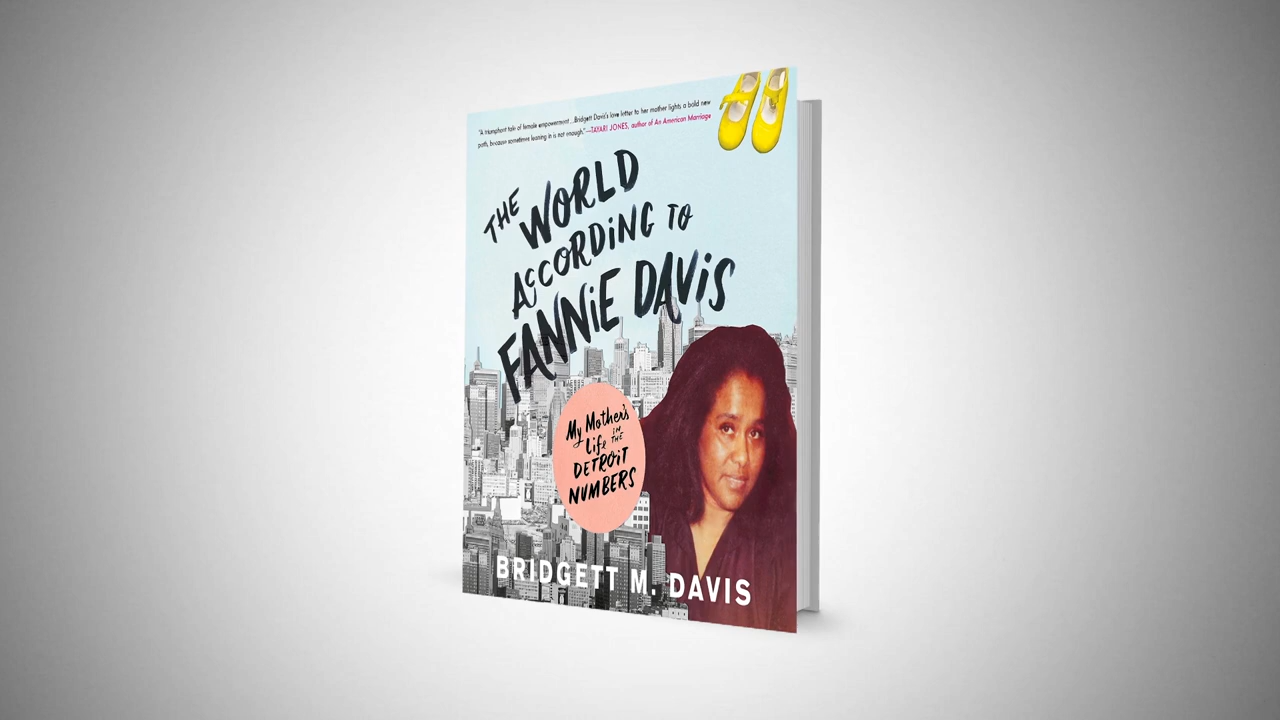 "A triumphant tale of female empowerment...Bridgett Davis's love letter to her mother lights a bold new
path, because sometimes leaning in is not enough."—TAYARI JONES, author of An American Marriage
THE WORLD
ACCORDiNG TO
FANNiE DAViS
My Mother's
Life IN THE
DETROiT
NUMBERS
BRIDGETT M. DAVIS